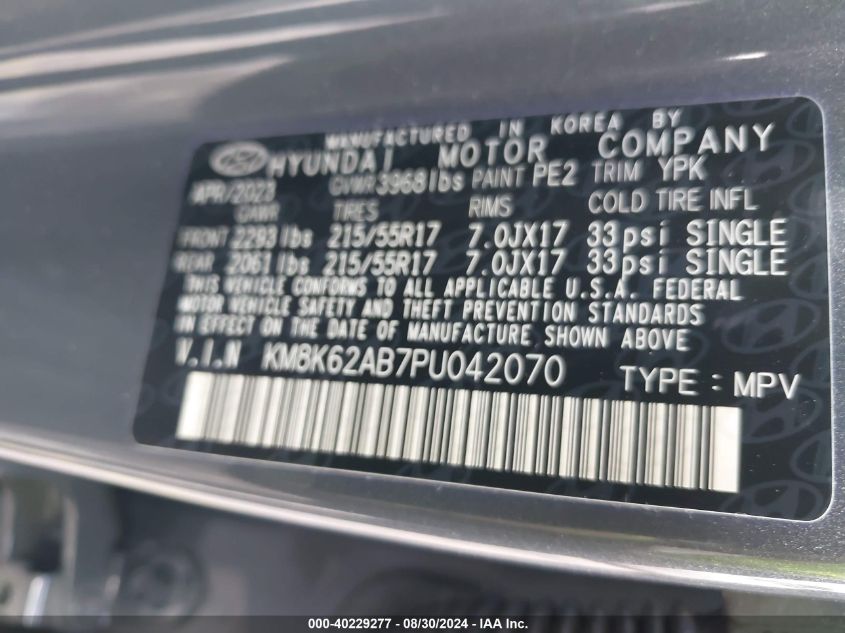 MANUFACTURED IN KOREA BY
HYUNDAI MOTOR COMPANY
APR/2023 GVWR 3968lbs PAINT PE2 TRIM YPK
GAWR TIRES RIMS COLD TIRE INFL
FRONT 2293lbs 215/55R17 7.0JX17 33psi SINGLE
REAR 2061lbs 215/55R17 7.0JX17 33psi SINGLE
THIS VEHICLE CONFORMS TO ALL APPLICABLE U.S.A. FEDERAL
MOTOR VEHICLE SAFETY AND THEFT PREVENTION STANDARDS
IN EFFECT ON THE DATE OF MANUFACTURE SHOWN ABOVE
V.I.N KM8K62AB7PU042070 TYPE : MPV
000-40229277 - 08/30/2024 - IAA Inc.